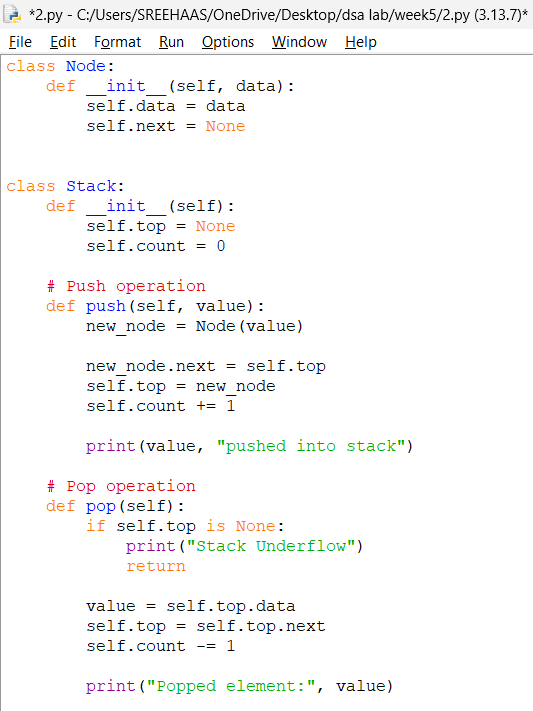 *2.py - C:/Users/SREEHAAS/OneDrive/Desktop/dsa lab/week5/2.py (3.13.7)*
File Edit Format Run Options Window Help
class Node:
    def __init__(self, data):
        self.data = data
        self.next = None


class Stack:
    def __init__(self):
        self.top = None
        self.count = 0

    # Push operation
    def push(self, value):
        new_node = Node(value)

        new_node.next = self.top
        self.top = new_node
        self.count += 1

        print(value, "pushed into stack")

    # Pop operation
    def pop(self):
        if self.top is None:
            print("Stack Underflow")
            return

        value = self.top.data
        self.top = self.top.next
        self.count -= 1

        print("Popped element:", value)